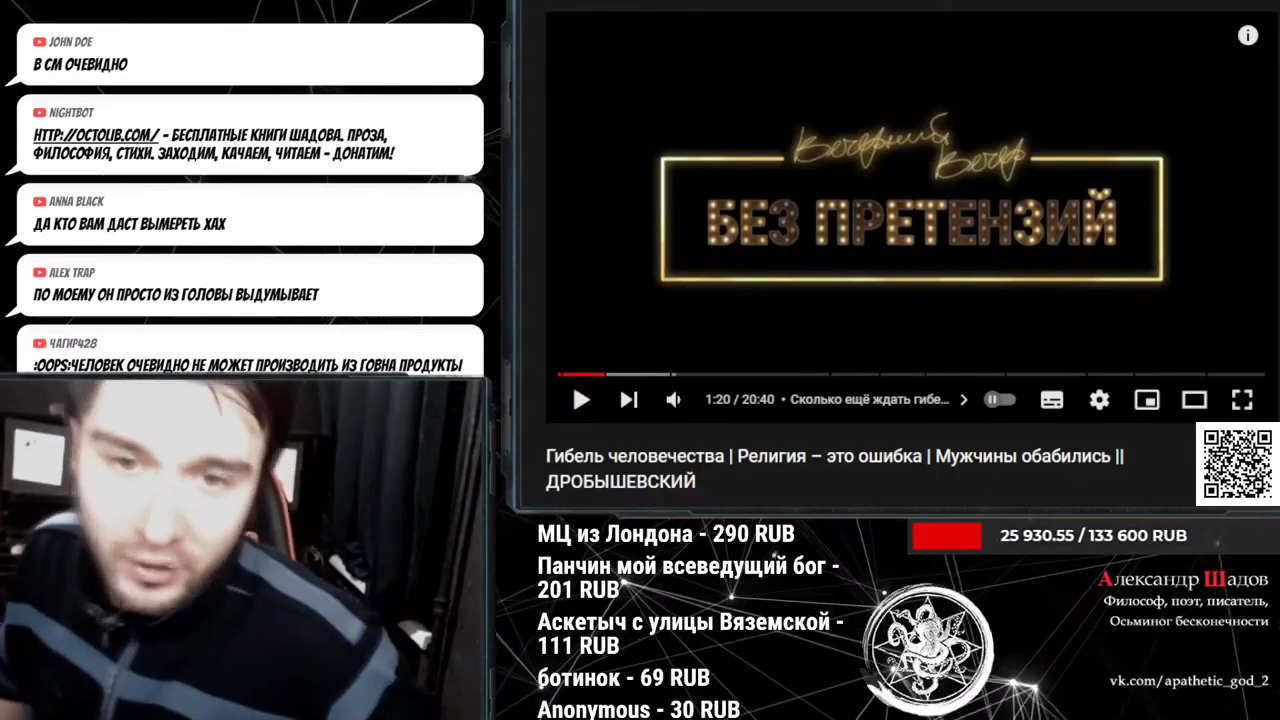 JOHN DOE
В СМ ОЧЕВИДНО
NIGHTBOT
HTTP://OCTOLIB.COM/ - БЕСПЛАТНЫЕ КНИГИ ШАДОВА. ПРОЗА,
ФИЛОСОФИЯ, СТИХИ. ЗАХОДИМ, КАЧАЕМ, ЧИТАЕМ - ДОНАТИМ!
ANNA BLACK
ДА КТО ВАМ ДАСТ ВЫМЕРЕТЬ ХАХ
ALEX TRAP
ПО МОЕМУ ОН ПРОСТО ИЗ ГОЛОВЫ ВЫДУМЫВАЕТ
ЧАГИР428
:OOPS:ЧЕЛОВЕК ОЧЕВИДНО НЕ МОЖЕТ ПРОИЗВОДИТЬ ИЗ ГОВНА ПРОДУКТЫ
Вечерний
Вечер
БЕЗ ПРЕТЕНЗИЙ
1:20 / 20:40 • Сколько ещё ждать гибе...
Гибель человечества | Религия – это ошибка | Мужчины обабились ||
ДРОБЫШЕВСКИЙ
МЦ из Лондона - 290 RUB
Панчин мой всеведущий бог -
201 RUB
Аскетыч с улицы Вяземской -
111 RUB
ботинок - 69 RUB
Anonymous - 30 RUB
25 930.55 / 133 600 RUB
Александр Шадов
Философ, поэт, писатель,
Осьминог бесконечности
vk.com/apathetic_god_2